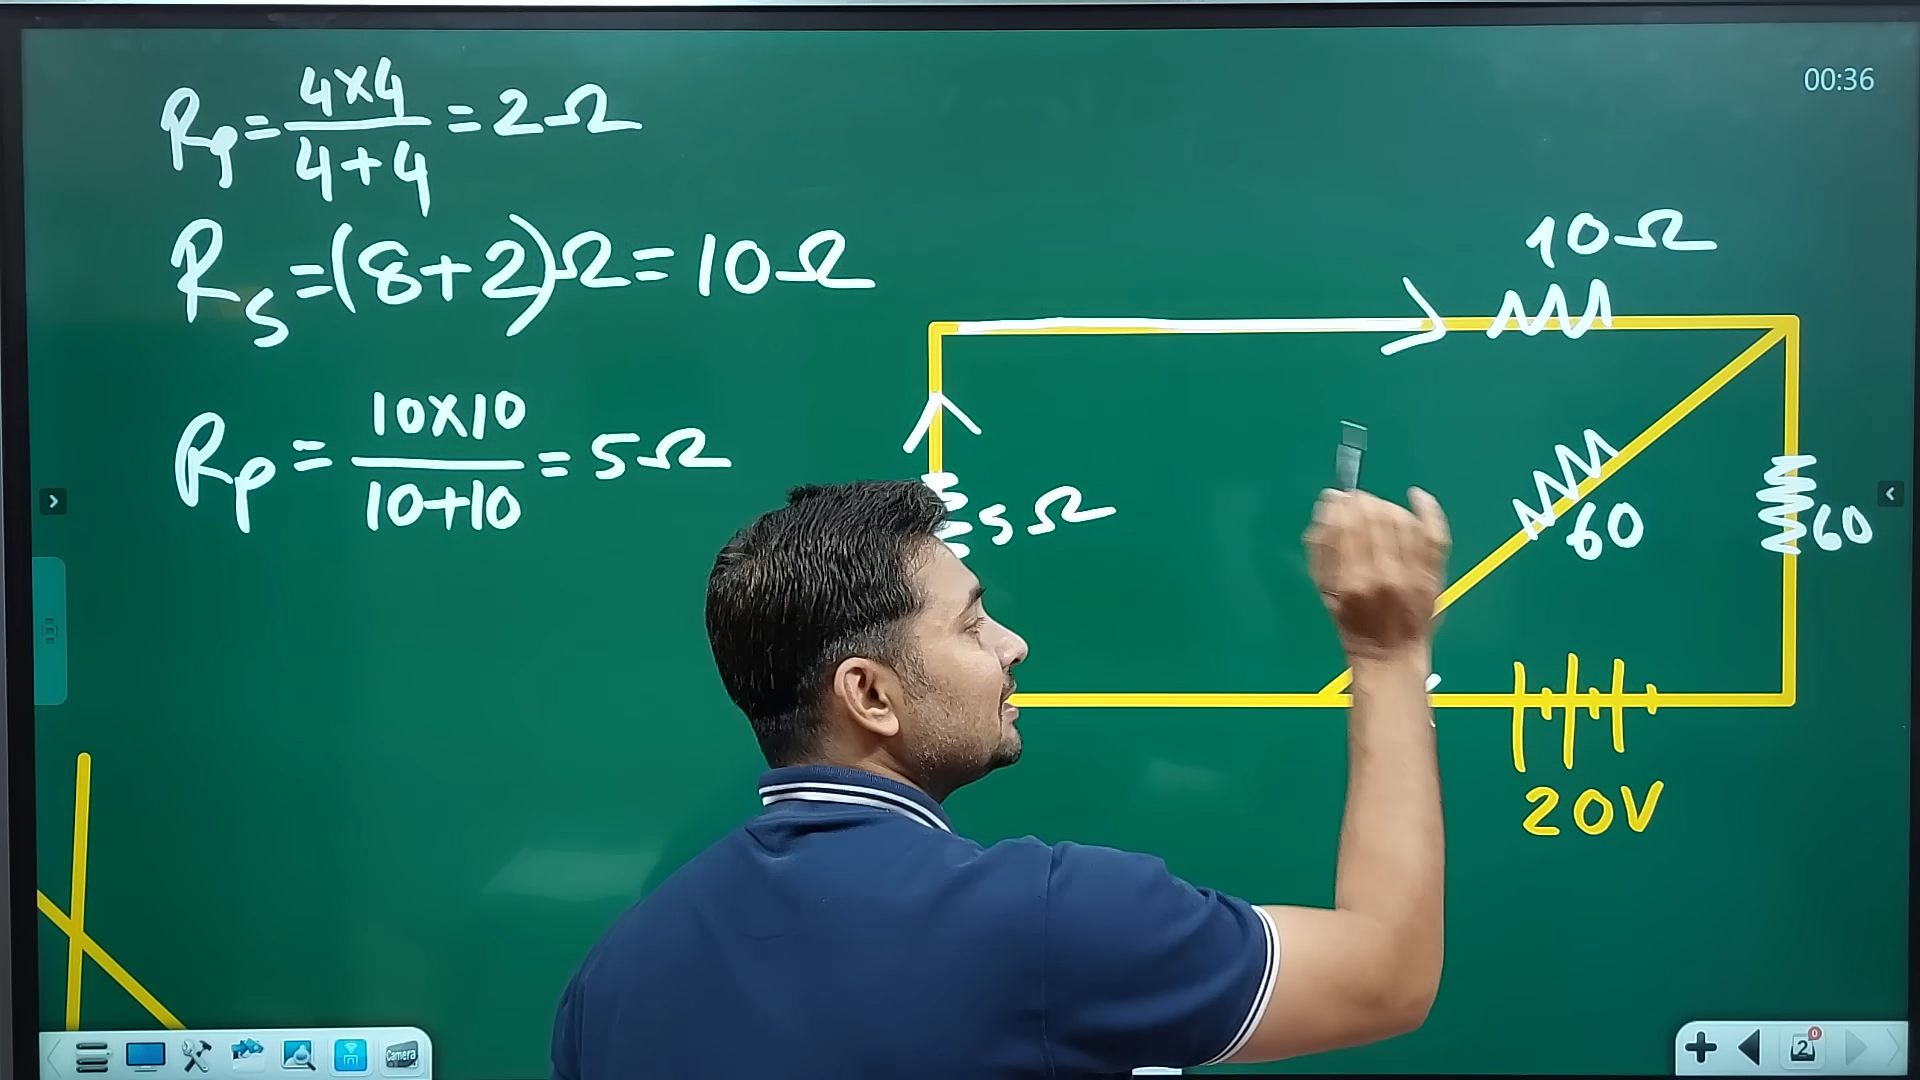 00:36
Rp = 4×4 / 4+4 = 2Ω
Rs = (8+2)Ω = 10Ω
Rp = 10×10 / 10+10 = 5Ω
10Ω
5Ω
60
60
20V
Camera
2
0